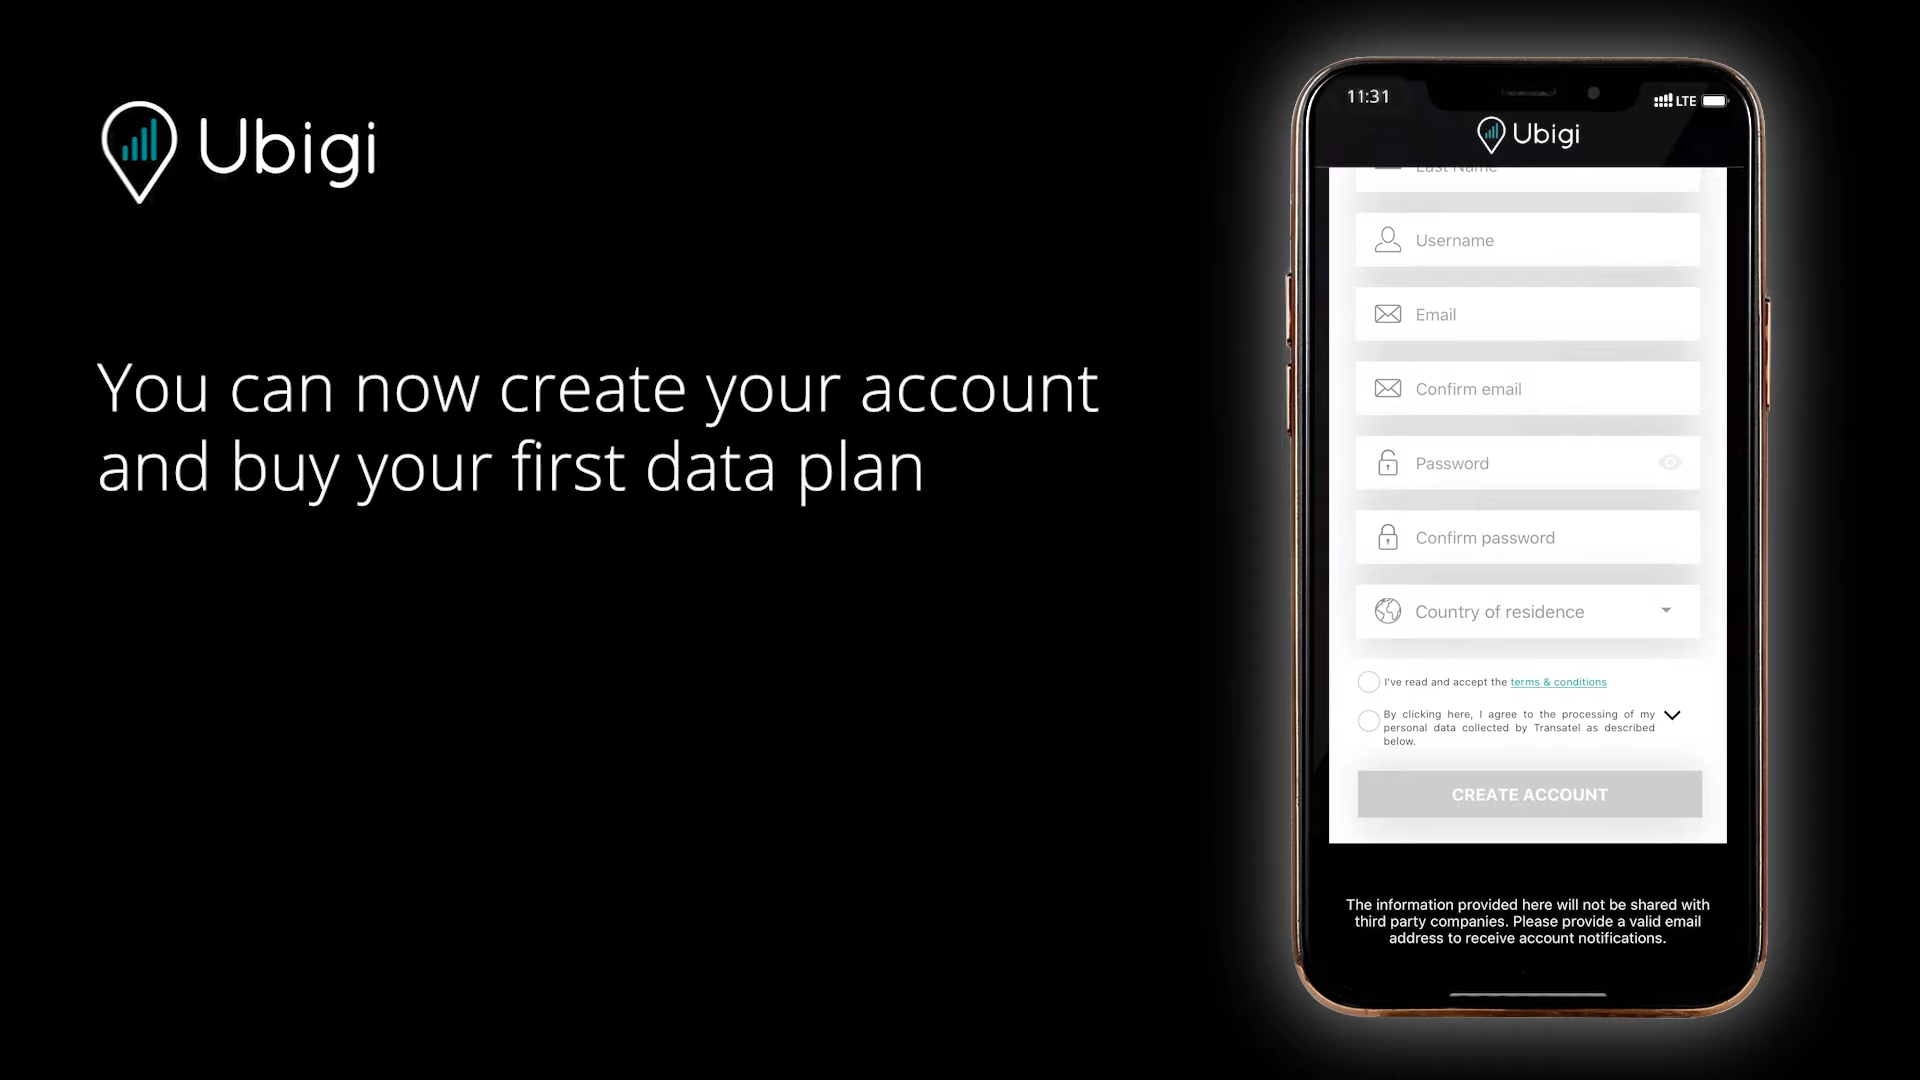 Ubigi
You can now create your account
and buy your first data plan
11:31
LTE
Ubigi
Last Name
Username
Email
Confirm email
Password
Confirm password
Country of residence
I've read and accept the terms & conditions
By clicking here, I agree to the processing of my
personal data collected by Transatel as described
below.
CREATE ACCOUNT
The information provided here will not be shared with
third party companies. Please provide a valid email
address to receive account notifications.